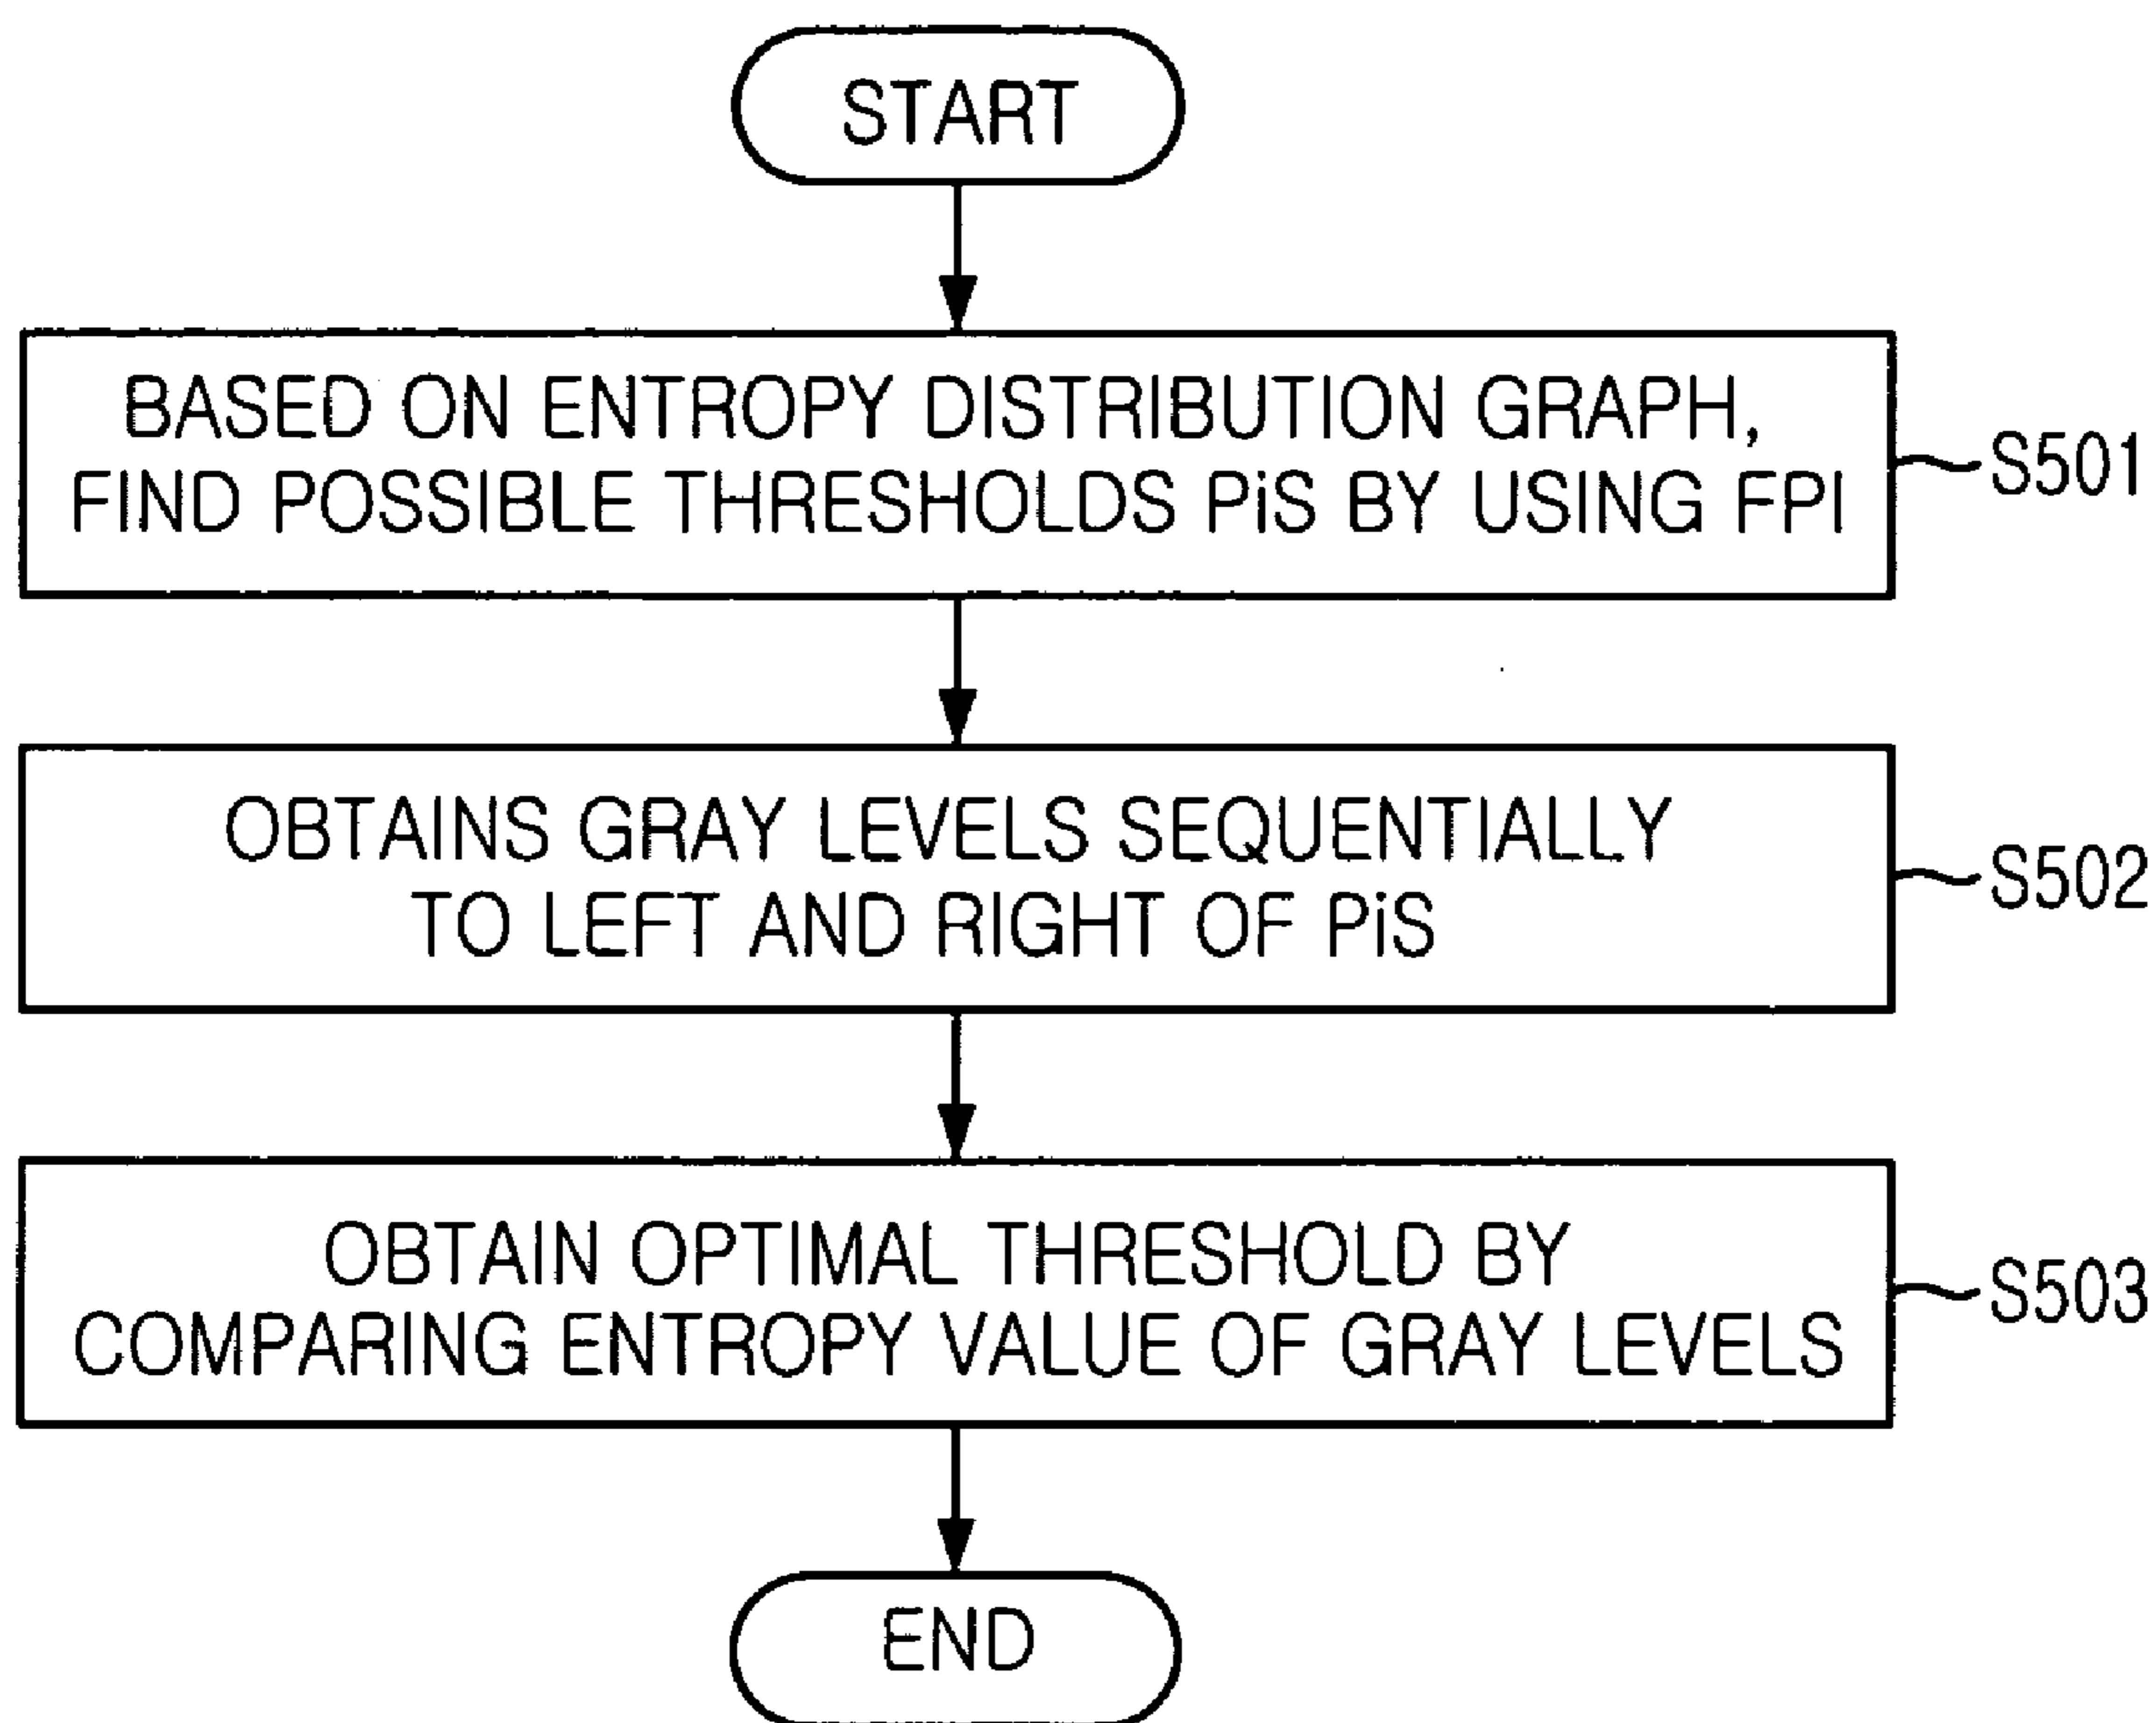 START
BASED ON ENTROPY DISTRIBUTION GRAPH,
FIND POSSIBLE THRESHOLDS PiS BY USING FPI
S501
OBTAINS GRAY LEVELS SEQUENTIALLY
TO LEFT AND RIGHT OF PiS
S502
OBTAIN OPTIMAL THRESHOLD BY
COMPARING ENTROPY VALUE OF GRAY LEVELS
S503
END